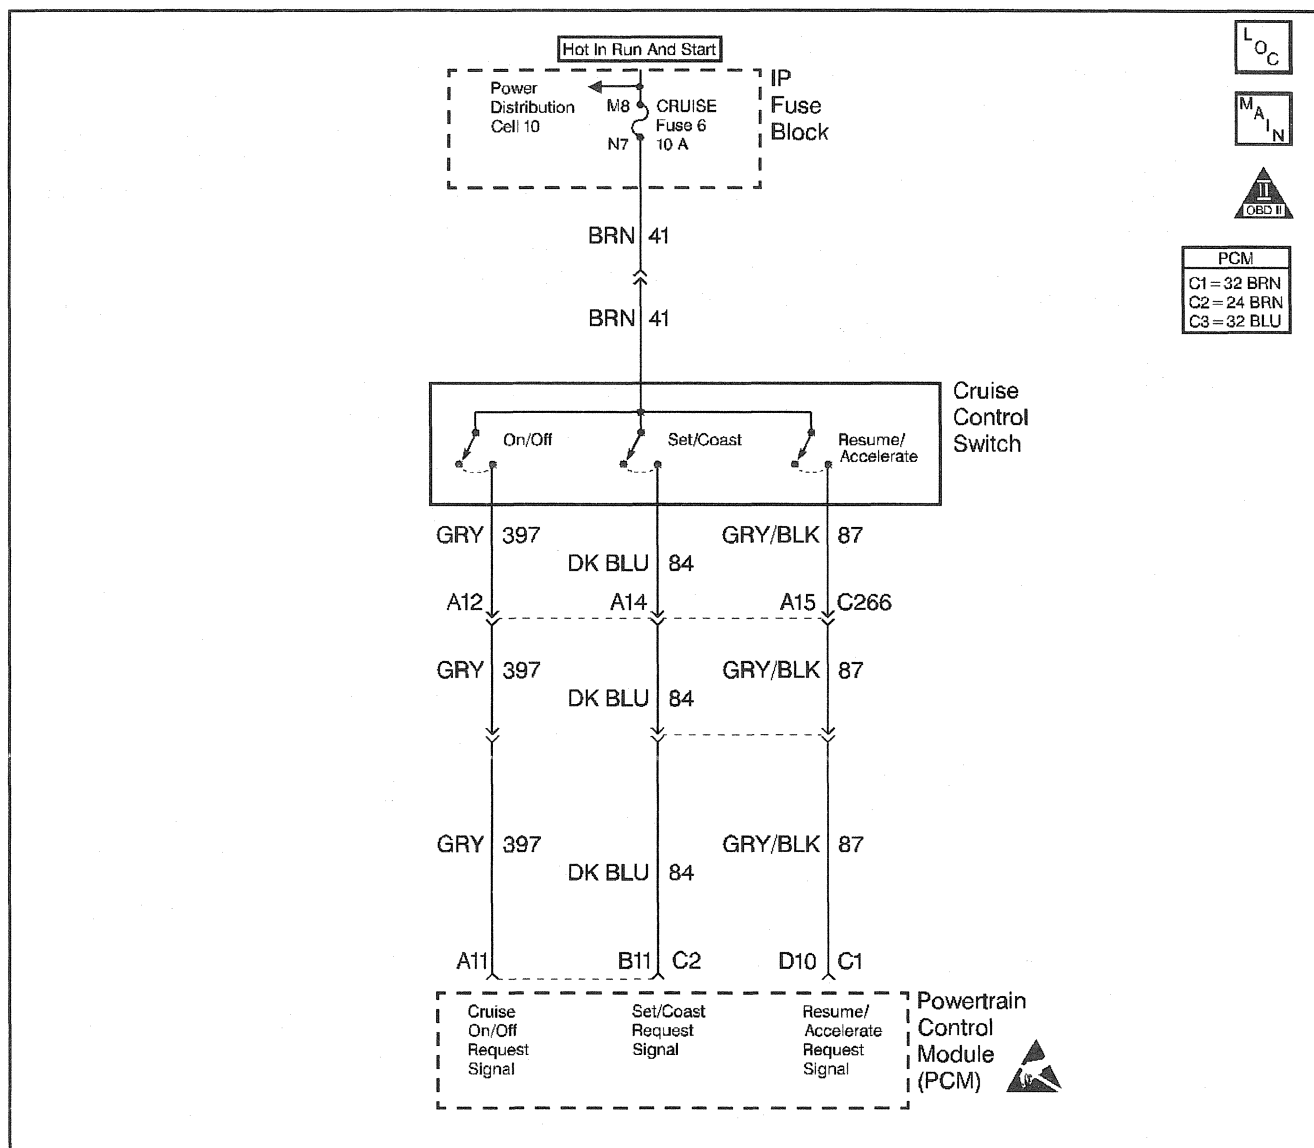 Hot In Run And Start
L O C
M A I N
II
OBD II
PCM
C1=32 BRN
C2=24 BRN
C3=32 BLU
Power
Distribution
Cell 10
M8
N7
CRUISE
Fuse 6
10 A
IP
Fuse
Block
BRN 41
BRN 41
Cruise
Control
Switch
On/Off
Set/Coast
Resume/
Accelerate
GRY 397
DK BLU 84
GRY/BLK 87
A12
A14
A15 C266
GRY 397
DK BLU 84
GRY/BLK 87
GRY 397
DK BLU 84
GRY/BLK 87
A11
B11 C2
D10 C1
Cruise
On/Off
Request
Signal
Set/Coast
Request
Signal
Resume/
Accelerate
Request
Signal
Powertrain
Control
Module
(PCM)